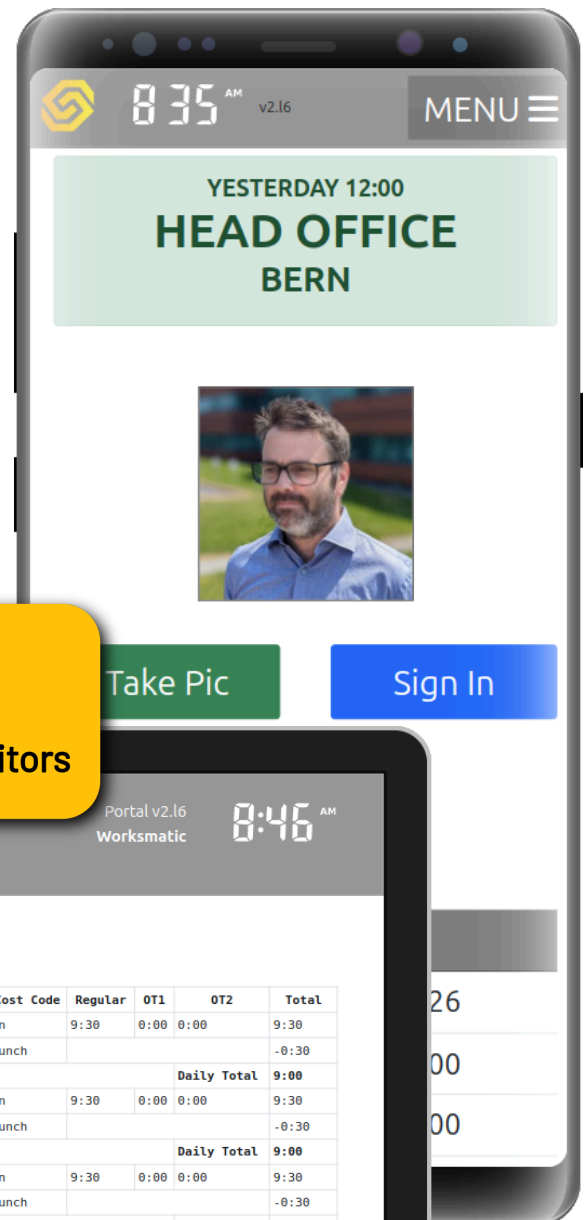 8 35 AM v2.l6 MENU
YESTERDAY 12:00
HEAD OFFICE
BERN
Take Pic Sign In
itors
Portal v2.l6
Worksmatic
8:46 AM
Cost Code Regular OT1 OT2 Total
n 9:30 0:00 0:00 9:30
unch -0:30
Daily Total 9:00
n 9:30 0:00 0:00 9:30
unch -0:30
Daily Total 9:00
n 9:30 0:00 0:00 9:30
unch -0:30
26
00
00